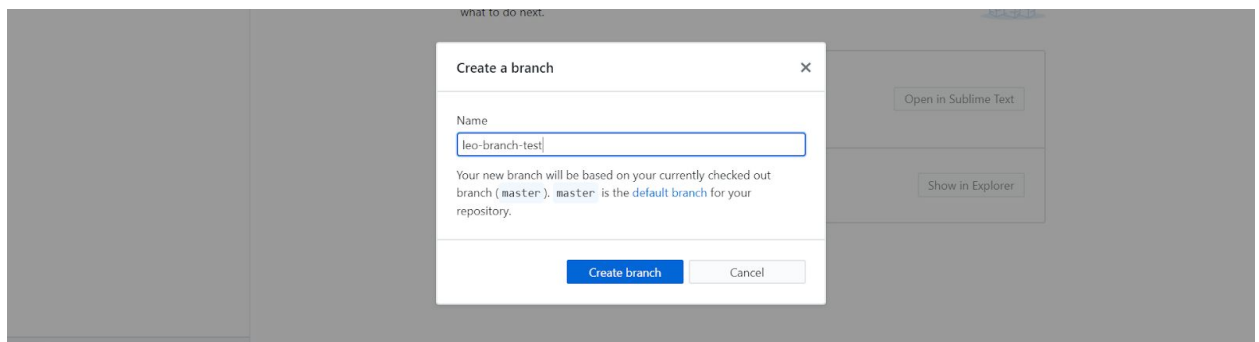 what to do next.
Create a branch
Open in Sublime Text
Name
leo-branch-test
Your new branch will be based on your currently checked out
branch (master). master is the default branch for your
repository.
Show in Explorer
Create branch
Cancel